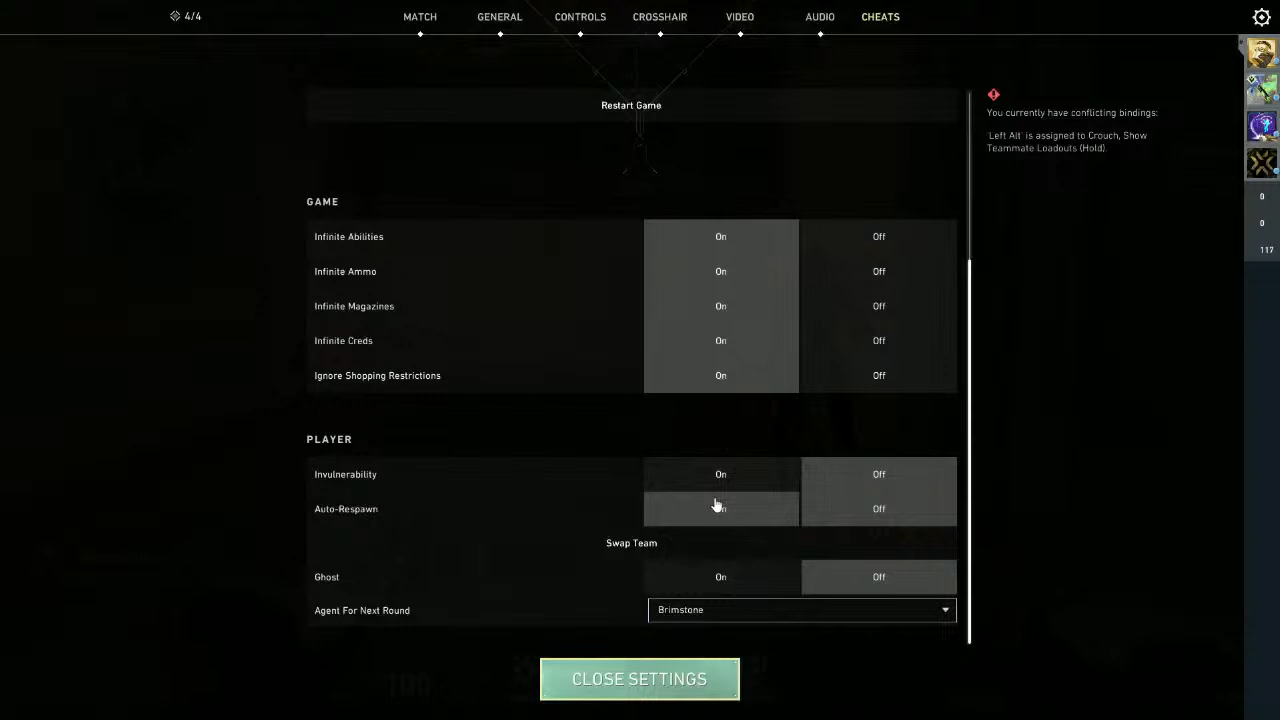 4/4
MATCH
GENERAL
CONTROLS
CROSSHAIR
VIDEO
AUDIO
CHEATS
Restart Game
You currently have conflicting bindings:
'Left Alt' is assigned to Crouch, Show
Teammate Loadouts (Hold)
0
0
117
GAME
Infinite Abilities On Off
Infinite Ammo On Off
Infinite Magazines On Off
Infinite Creds On Off
Ignore Shopping Restrictions On Off
PLAYER
Invulnerability On Off
Auto-Respawn Off
Swap Team
Ghost On Off
Agent For Next Round Brimstone
CLOSE SETTINGS
100